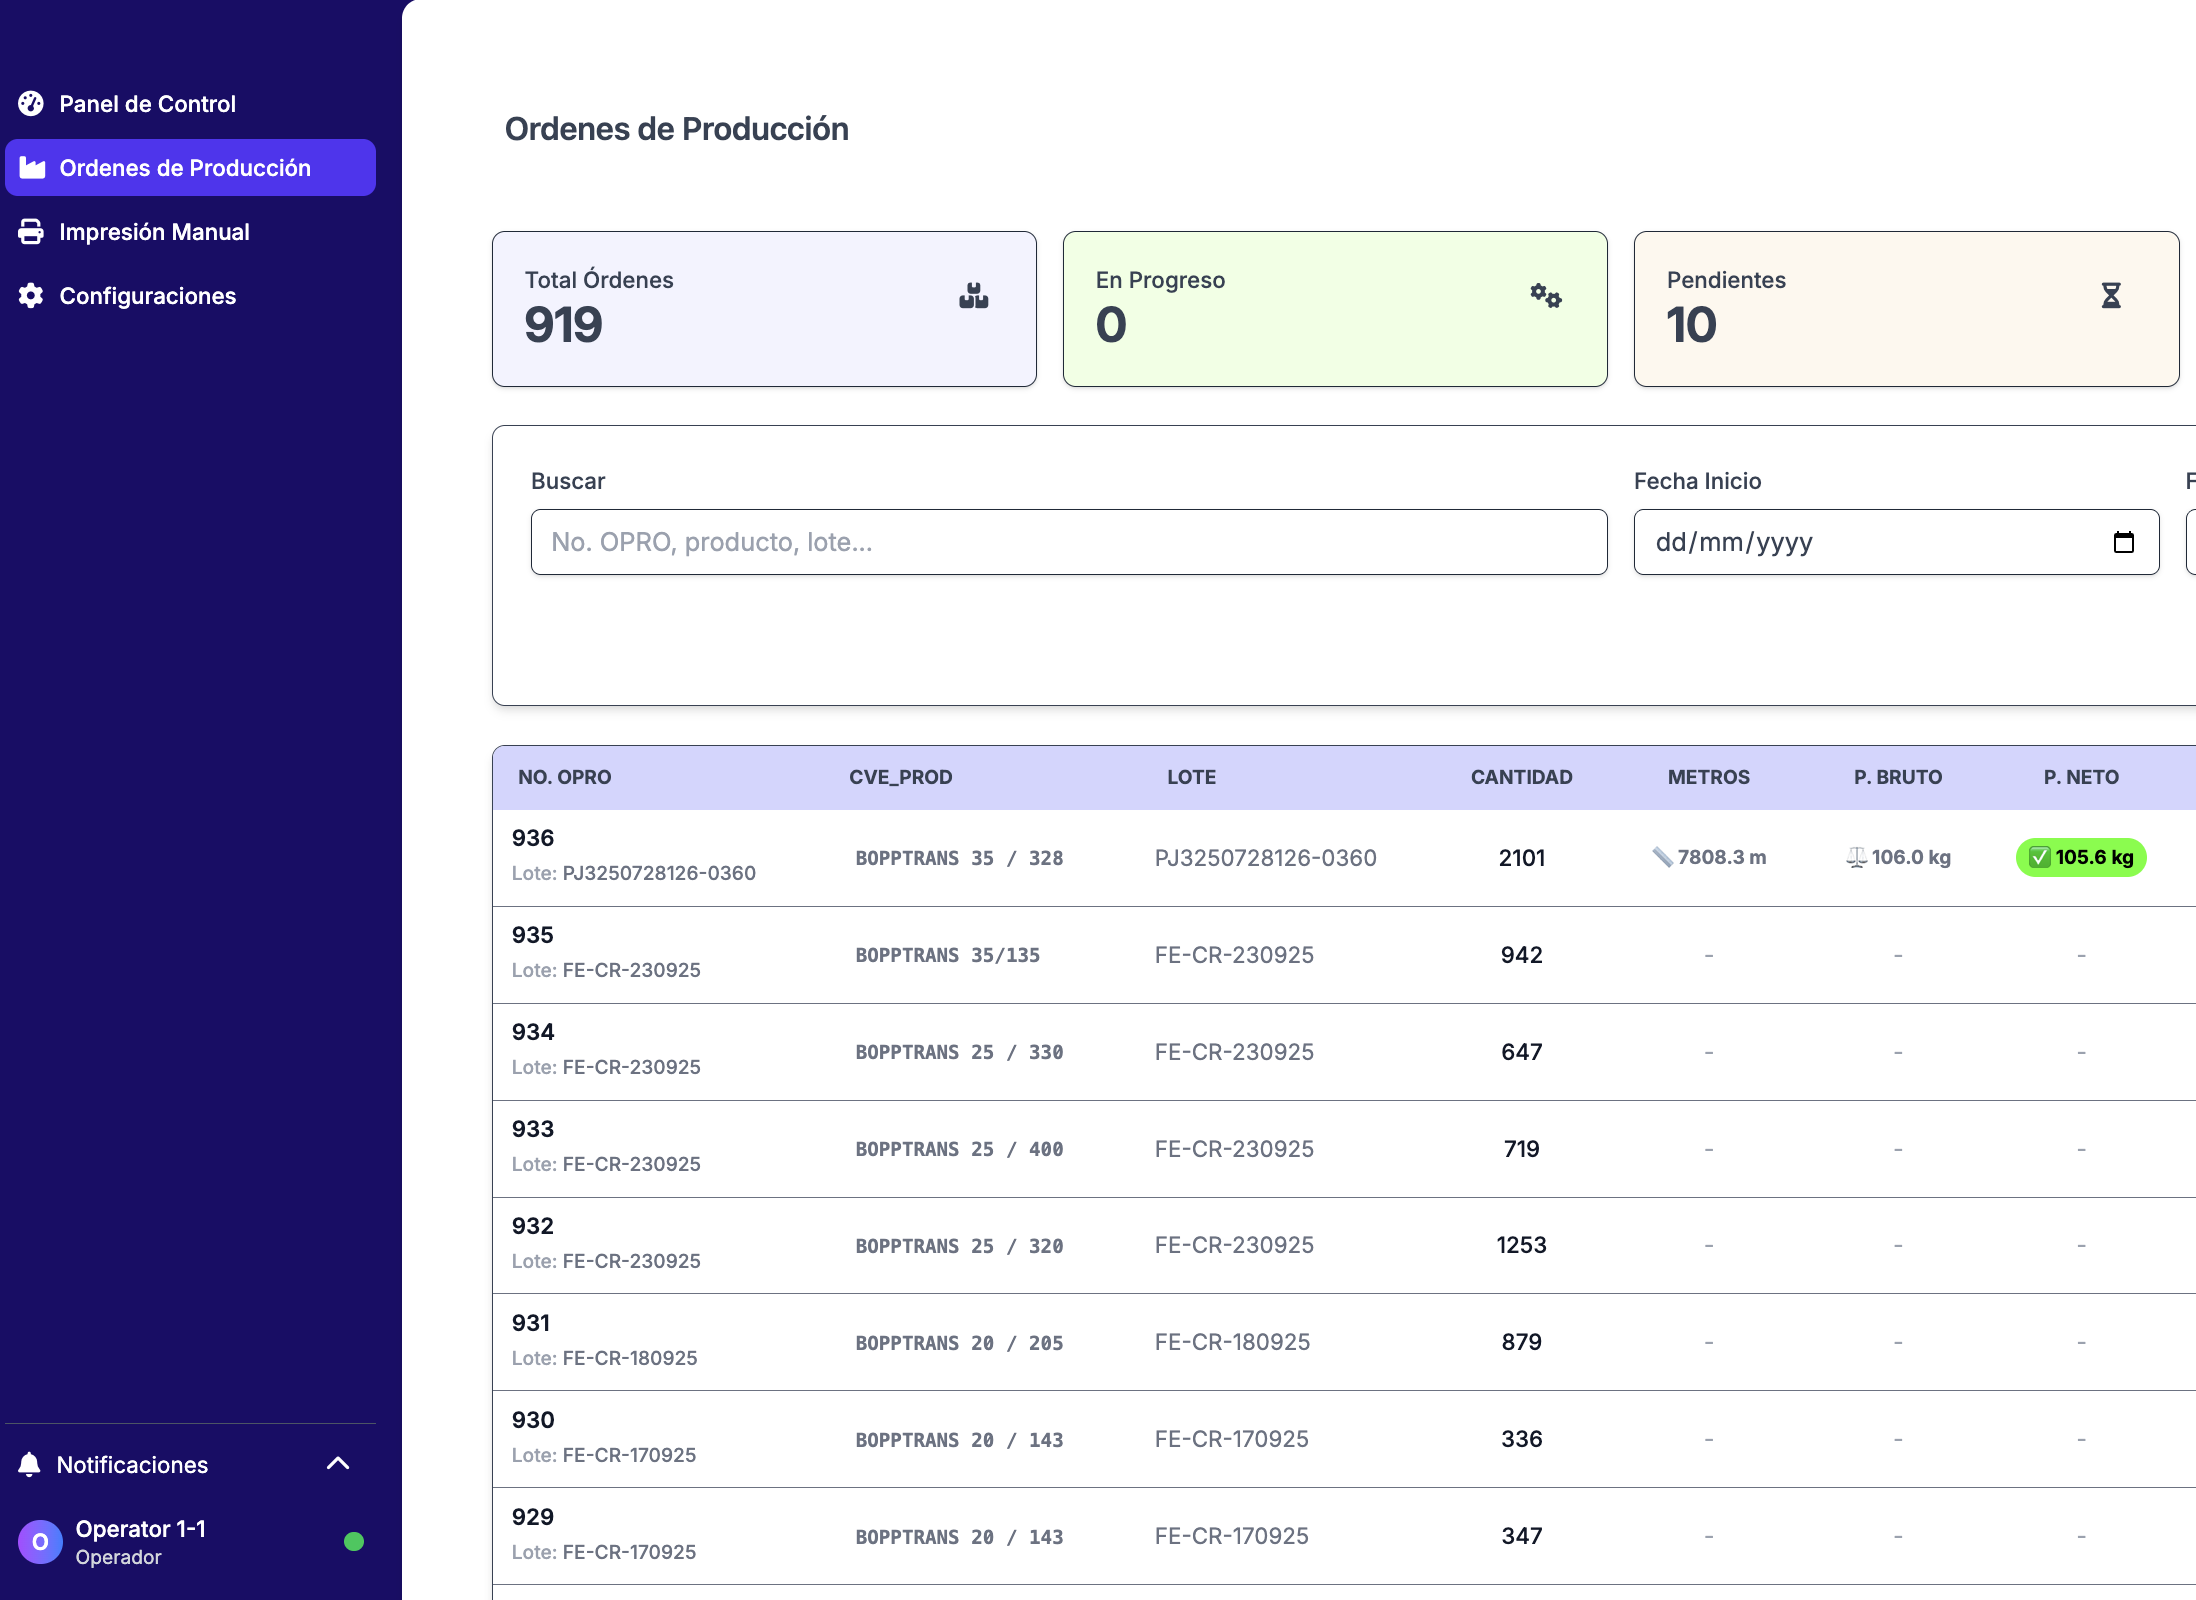 Panel de Control
Ordenes de Producción
Impresión Manual
Configuraciones
Notificaciones
O
Operator 1-1
Operador
Ordenes de Producción
Total Órdenes
919
En Progreso
0
Pendientes
10
Buscar
No. OPRO, producto, lote...
Fecha Inicio
dd/mm/yyyy
NO. OPRO CVE_PROD LOTE CANTIDAD METROS P. BRUTO P. NETO
936
Lote: PJ3250728126-0360
BOPPTRANS 35 / 328 PJ3250728126-0360 2101 7808.3 m 106.0 kg 105.6 kg
935
Lote: FE-CR-230925
BOPPTRANS 35/135 FE-CR-230925 942 - - -
934
Lote: FE-CR-230925
BOPPTRANS 25 / 330 FE-CR-230925 647 - - -
933
Lote: FE-CR-230925
BOPPTRANS 25 / 400 FE-CR-230925 719 - - -
932
Lote: FE-CR-230925
BOPPTRANS 25 / 320 FE-CR-230925 1253 - - -
931
Lote: FE-CR-180925
BOPPTRANS 20 / 205 FE-CR-180925 879 - - -
930
Lote: FE-CR-170925
BOPPTRANS 20 / 143 FE-CR-170925 336 - - -
929
Lote: FE-CR-170925
BOPPTRANS 20 / 143 FE-CR-170925 347 - - -